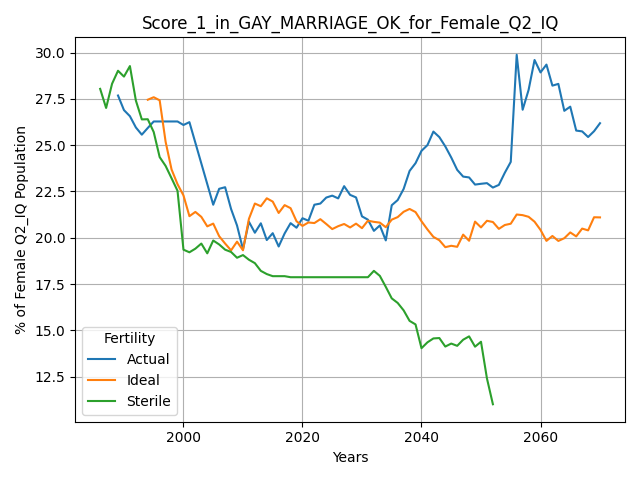 Score_1_in_GAY_MARRIAGE_OK_for_Female_Q2_IQ
30.0
27.5
25.0
22.5
20.0
17.5
15.0
12.5
% of Female Q2_IQ Population
Fertility
Actual
Ideal
Sterile
2000
2020
2040
2060
Years